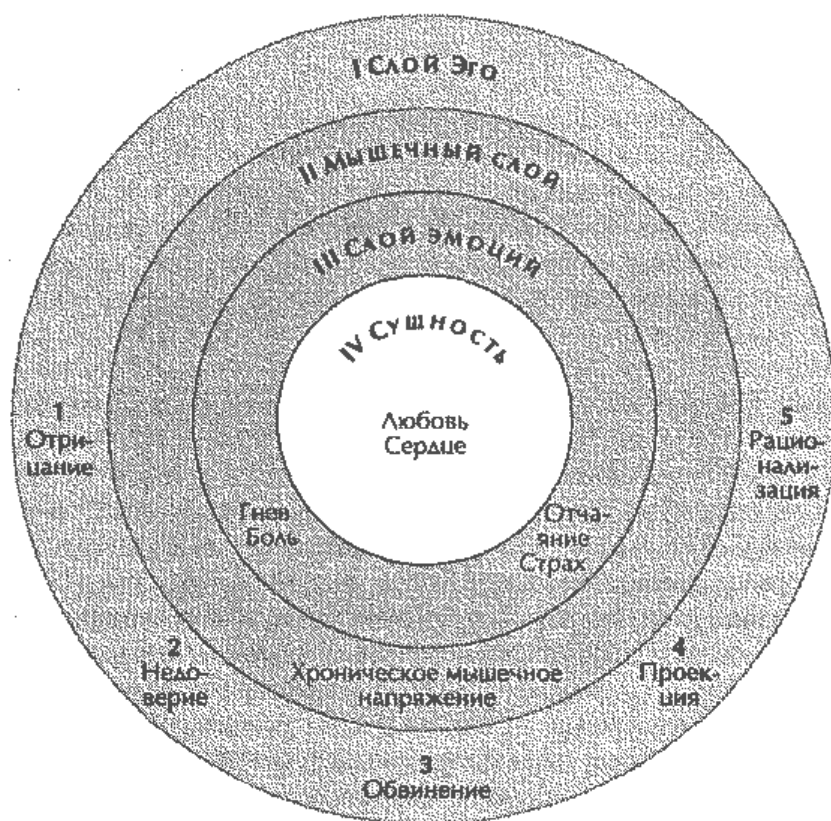 I Слой Эго
II Мышечный слой
III Слой эмоций
IV Сущность
Любовь
Сердце
Гнев
Боль
Отча-
яние
Страх
Хроническое мышечное
напряжение
1
Отри-
цание
2
Недо-
верие
3
Обвинение
4
Проек-
ция
5
Рацио-
нали-
зация